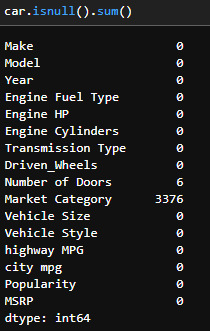 car.isnull().sum()
Make 0
Model 0
Year 0
Engine Fuel Type 0
Engine HP 0
Engine Cylinders 0
Transmission Type 0
Driven_Wheels 0
Number of Doors 6
Market Category 3376
Vehicle Size 0
Vehicle Style 0
highway MPG 0
city mpg 0
Popularity 0
MSRP 0
dtype: int64